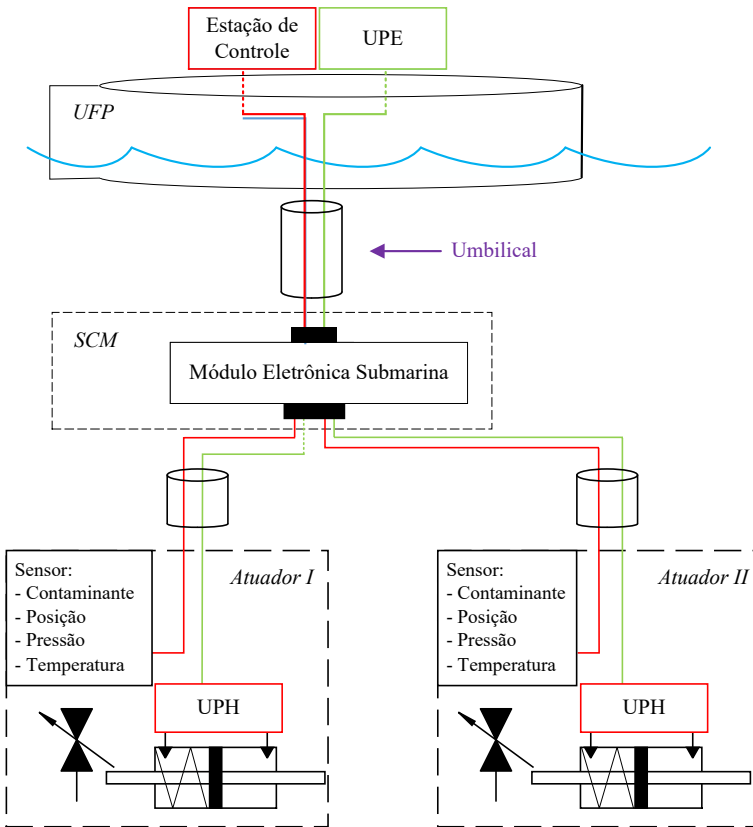 Estação de
Controle
UPE
UFP
Umbilical
SCM
Módulo Eletrônica Submarina
Sensor:
- Contaminante
- Posição
- Pressão
- Temperatura
Atuador I
UPH
Sensor:
- Contaminante
- Posição
- Pressão
- Temperatura
Atuador II
UPH